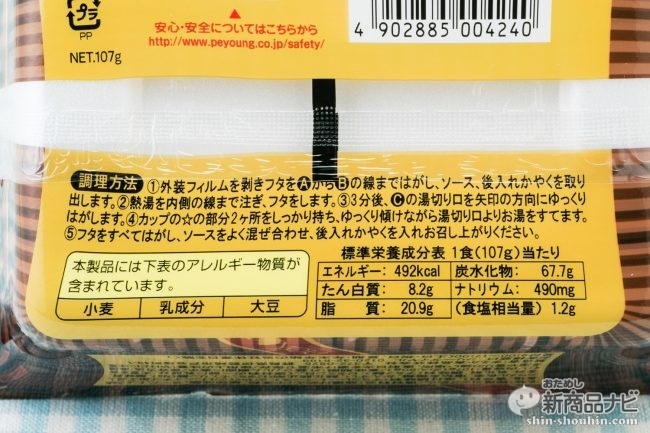 プラ
PP
NET.107g
▲
安心・安全についてはこちらから
http://www.peyoung.co.jp/safety/
4 902885 004240
調理方法 ①外装フィルムを剥きフタをAからBの線まではがし、ソース、後入れかやくを取り
出します。②熱湯を内側の線まで注ぎ、フタをします。③3分後、Cの湯切り口を矢印の方向にゆっくり
はがします。④カップの☆の部分2ヶ所をしっかり持ち、ゆっくり傾けながら湯切り口よりお湯をすてます。
⑤フタをすべてはがし、ソースをよく混ぜ合わせ、後入れかやくを入れお召し上がりください。
本製品には下表のアレルギー物質が
含まれています。
小麦 乳成分 大豆
標準栄養成分表 1食(107g)当たり
エネルギー: 492kcal 炭水化物: 67.7g
たん白質: 8.2g ナトリウム: 490mg
脂 質: 20.9g (食塩相当量) 1.2g
おためし
新商品ナビ
shin-shouhin.com